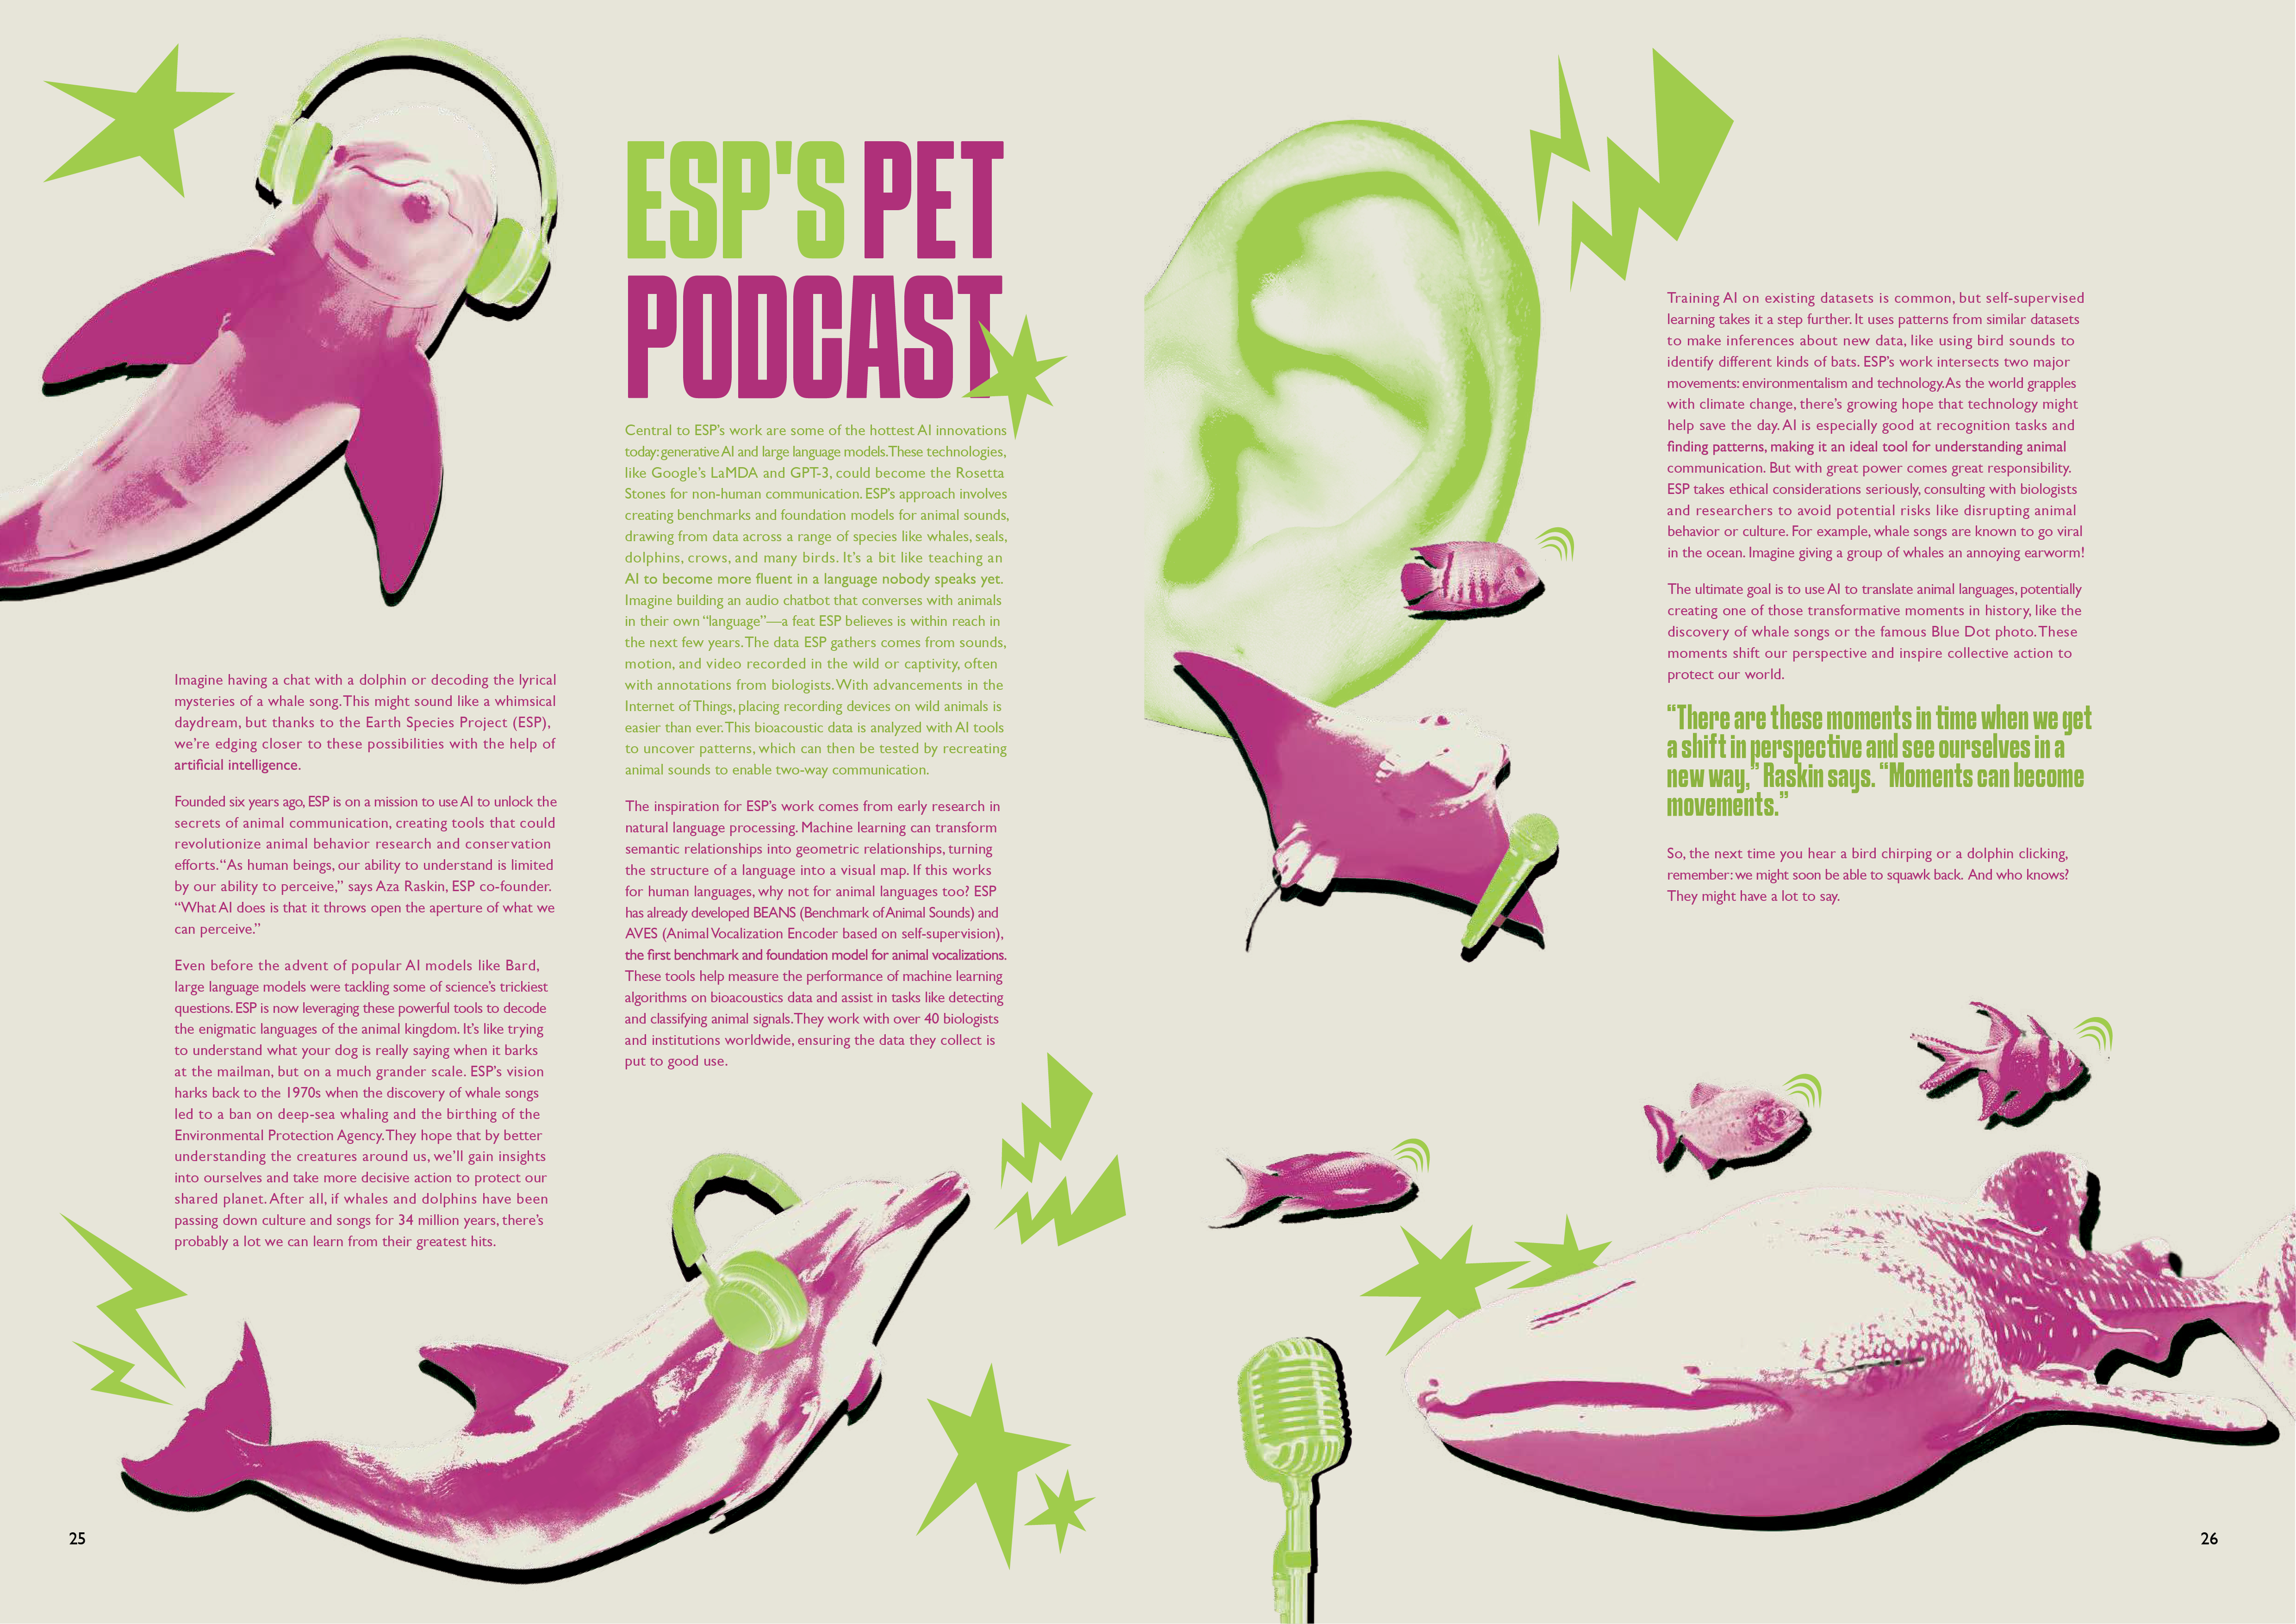 ESP'S PET
PODCAST
Imagine having a chat with a dolphin or decoding the lyrical
mysteries of a whale song. This might sound like a whimsical
daydream, but thanks to the Earth Species Project (ESP),
we're edging closer to these possibilities with the help of
artificial intelligence.
Founded six years ago, ESP is on a mission to use AI to unlock the
secrets of animal communication, creating tools that could
revolutionize animal behavior research and conservation
efforts. “As human beings, our ability to understand is limited
by our ability to perceive,” says Aza Raskin, ESP co-founder.
“What AI does is that it throws open the aperture of what we
can perceive.”
Even before the advent of popular AI models like Bard,
large language models were tackling some of science's trickiest
questions. ESP is now leveraging these powerful tools to decode
the enigmatic languages of the animal kingdom. It's like trying
to understand what your dog is really saying when it barks
at the mailman, but on a much grander scale. ESP's vision
harks back to the 1970s when the discovery of whale songs
led to a ban on deep-sea whaling and the birthing of the
Environmental Protection Agency. They hope that by better
understanding the creatures around us, we'll gain insights
into ourselves and take more decisive action to protect our
shared planet. After all, if whales and dolphins have been
passing down culture and songs for 34 million years, there's
probably a lot we can learn from their greatest hits.
Central to ESP's work are some of the hottest AI innovations
today: generative AI and large language models. These technologies,
like Google's LaMDA and GPT-3, could become the Rosetta
Stones for non-human communication. ESP's approach involves
creating benchmarks and foundation models for animal sounds,
drawing from data across a range of species like whales, seals,
dolphins, crows, and many birds. It's a bit like teaching an
AI to become more fluent in a language nobody speaks yet.
Imagine building an audio chatbot that converses with animals
in their own “language”—a feat ESP believes is within reach in
the next few years. The data ESP gathers comes from sounds,
motion, and video recorded in the wild or captivity, often
with annotations from biologists. With advancements in the
Internet of Things, placing recording devices on wild animals is
easier than ever. This bioacoustic data is analyzed with AI tools
to uncover patterns, which can then be tested by recreating
animal sounds to enable two-way communication.
The inspiration for ESP's work comes from early research in
natural language processing. Machine learning can transform
semantic relationships into geometric relationships, turning
the structure of a language into a visual map. If this works
for human languages, why not for animal languages too? ESP
has already developed BEANS (Benchmark of Animal Sounds) and
AVES (Animal Vocalization Encoder based on self-supervision),
the first benchmark and foundation model for animal vocalizations.
These tools help measure the performance of machine learning
algorithms on bioacoustics data and assist in tasks like detecting
and classifying animal signals. They work with over 40 biologists
and institutions worldwide, ensuring the data they collect is
put to good use.
Training AI on existing datasets is common, but self-supervised
learning takes it a step further. It uses patterns from similar datasets
to make inferences about new data, like using bird sounds to
identify different kinds of bats. ESP's work intersects two major
movements: environmentalism and technology. As the world grapples
with climate change, there's growing hope that technology might
help save the day. AI is especially good at recognition tasks and
finding patterns, making it an ideal tool for understanding animal
communication. But with great power comes great responsibility.
ESP takes ethical considerations seriously, consulting with biologists
and researchers to avoid potential risks like disrupting animal
behavior or culture. For example, whale songs are known to go viral
in the ocean. Imagine giving a group of whales an annoying earworm!
The ultimate goal is to use AI to translate animal languages, potentially
creating one of those transformative moments in history, like the
discovery of whale songs or the famous Blue Dot photo. These
moments shift our perspective and inspire collective action to
protect our world.
“There are these moments in time when we get
a shift in perspective and see ourselves in a
new way,” Raskin says. “Moments can become
movements.”
So, the next time you hear a bird chirping or a dolphin clicking,
remember: we might soon be able to squawk back. And who knows?
They might have a lot to say.
25
26